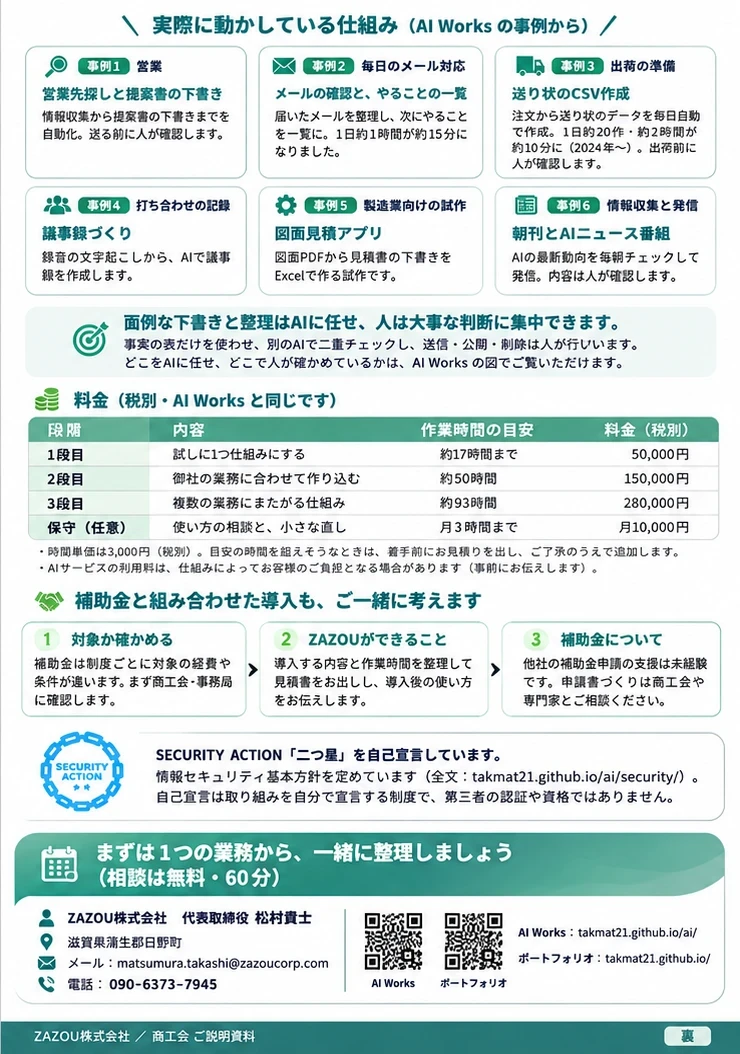 実際に動かしている仕組み（AI Works の事例から）
事例1 営業
営業先探しと提案書の下書き
情報収集から提案書の下書きまでを
自動化。送る前に人が確認します。
事例2 毎日のメール対応
メールの確認と、やることの一覧
届いたメールを整理し、次にやること
を一覧に。1日約1時間が約15分に
なりました。
事例3 出荷の準備
送り状のCSV作成
注文から送り状のデータを毎日自動
で作成。1日約20作・約2時間が
約10分に（2024年〜）。出荷前に
人が確認します。
事例4 打ち合わせの記録
議事録づくり
録音の文字起こしから、AIで議事
録を作成します。
事例5 製造業向けの試作
図面見積アプリ
図面PDFから見積書の下書きを
Excelで作る試作です。
事例6 情報収集と発信
朝刊とAIニュース番組
AIの最新動向を毎朝チェックして
発信。内容は人が確認します。
面倒な下書きと整理はAIに任せ、人は大事な判断に集中できます。
事実の表だけを使わせ、別のAIで二重チェックし、送信・公開・削除は人が行います。
どこをAIに任せ、どこで人が確かめているかは、AI Works の図でご覧いただけます。
料金（税別・AI Works と同じです）
段階 内容 作業時間の目安 料金（税別）
1段目 試しに1つ仕組みにする 約17時間まで 50,000円
2段目 御社の業務に合わせて作り込む 約50時間 150,000円
3段目 複数の業務にまたがる仕組み 約93時間 280,000円
保守（任意） 使い方の相談と、小さな直し 月3時間まで 月10,000円
・時間単価は3,000円（税別）。目安の時間を超えそうなときは、着手前にお見積りを出し、ご了承のうえで追加します。
・AIサービスの利用料は、仕組みによってお客様のご負担となる場合があります（事前にお伝えします）。
補助金と組み合わせた導入も、ご一緒に考えます
1 対象か確かめる
補助金は制度ごとに対象の経費や
条件が違います。まず商工会・事務局
に確認します。
2 ZAZOUができること
導入する内容と作業時間を整理して
見積書をお出しし、導入後の使い方
をお伝えします。
3 補助金について
他社の補助金申請の支援は未経験
です。申請書づくりは商工会や
専門家とご相談ください。
SECURITY
ACTION
SECURITY ACTION「二つ星」を自己宣言しています。
情報セキュリティ基本方針を定めています（全文：takmat21.github.io/ai/security/）。
自己宣言は取り組みを自分で宣言する制度で、第三者の認証や資格ではありません。
まずは1つの業務から、一緒に整理しましょう
（相談は無料・60分）
ZAZOU株式会社 代表取締役 松村貴士
滋賀県蒲生郡日野町
メール：matsumura.takashi@zazoucorp.com
電話：090-6373-7945
AI Works
ポートフォリオ
AI Works：takmat21.github.io/ai/
ポートフォリオ：takmat21.github.io/
ZAZOU株式会社 ／ 商工会 ご説明資料
裏